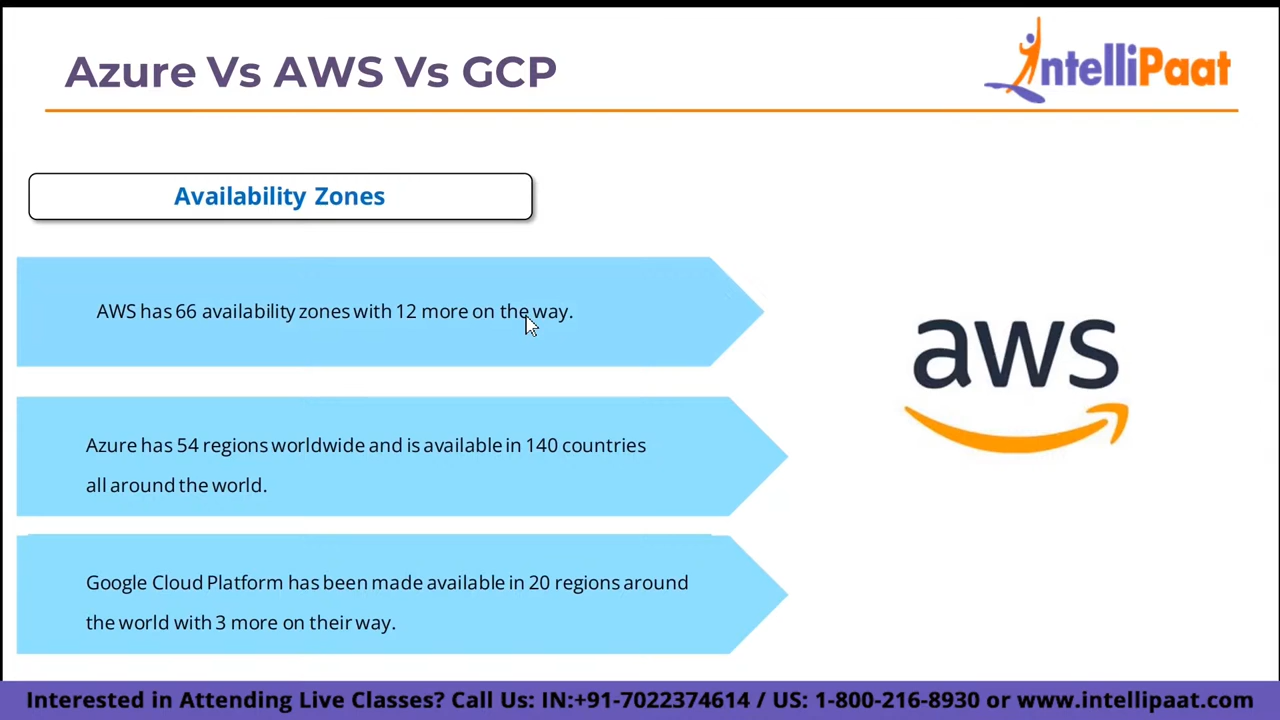 Azure Vs AWS Vs GCP
IntelliPaat
Availability Zones
AWS has 66 availability zones with 12 more on the way.
aws
Azure has 54 regions worldwide and is available in 140 countries
all around the world.
Google Cloud Platform has been made available in 20 regions around
the world with 3 more on their way.
Interested in Attending Live Classes? Call Us: IN:+91-7022374614 / US: 1-800-216-8930 or www.intellipaat.com